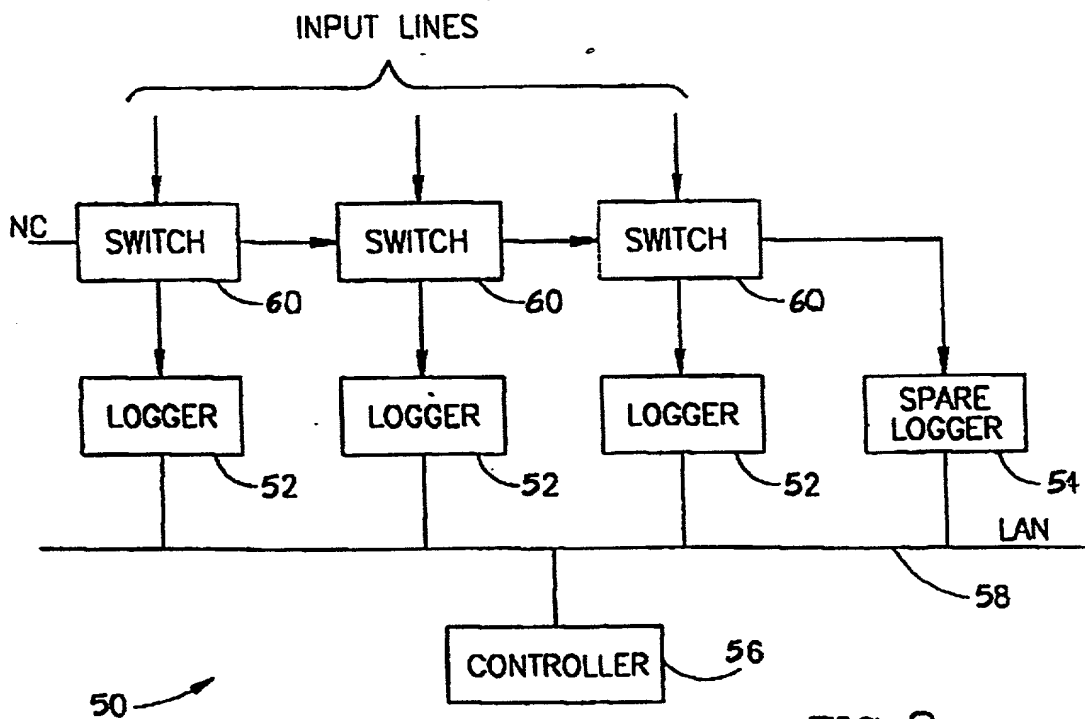 INPUT LINES
NC
SWITCH
SWITCH
SWITCH
60
60
60
LOGGER
LOGGER
LOGGER
SPARE
LOGGER
52
52
52
54
LAN
58
CONTROLLER
56
50